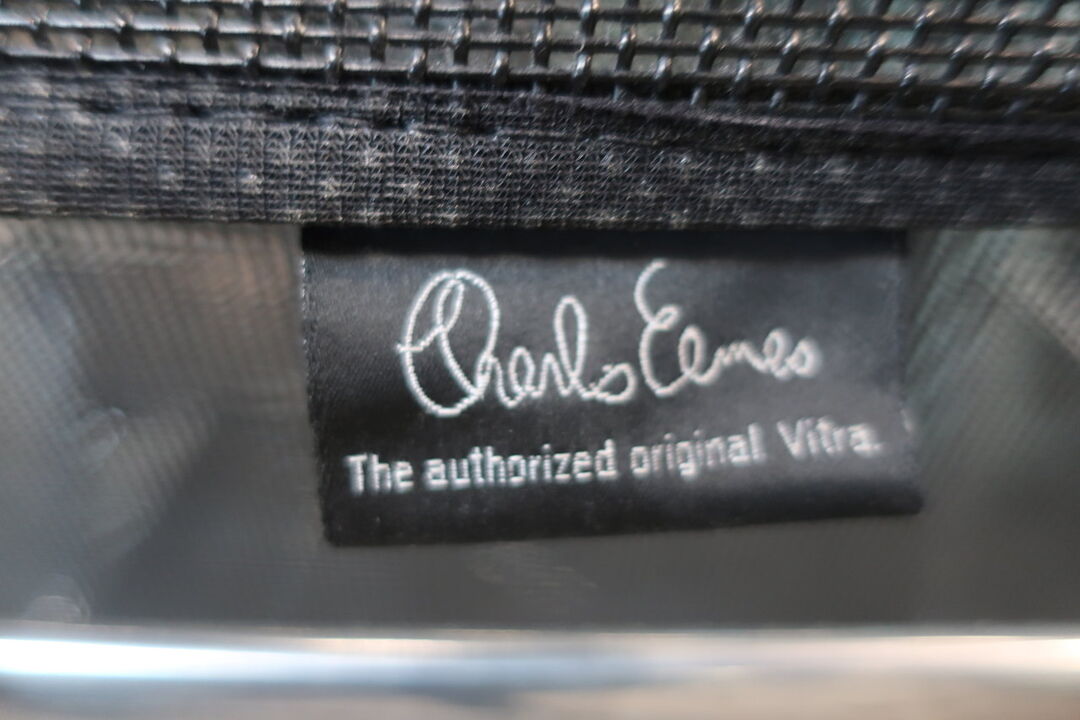 Charles Eames
The authorized original Vitra.